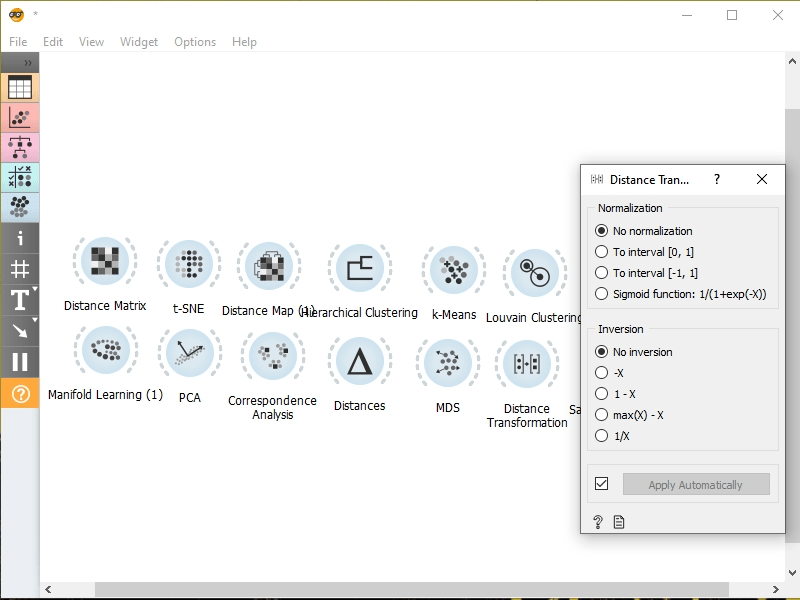 *
File Edit View Widget Options Help
»
i
#
T
?
Distance Matrix
t-SNE
Distance Map (1)
Hierarchical Clustering
k-Means
Louvain Clustering
Manifold Learning (1)
PCA
Correspondence
Analysis
Distances
MDS
Distance
Transformation
Sa
Distance Tran... ?
Normalization
No normalization
To interval [0, 1]
To interval [-1, 1]
Sigmoid function: 1/(1+exp(-X))
Inversion
No inversion
-X
1 - X
max(X) - X
1/X
Apply Automatically
?